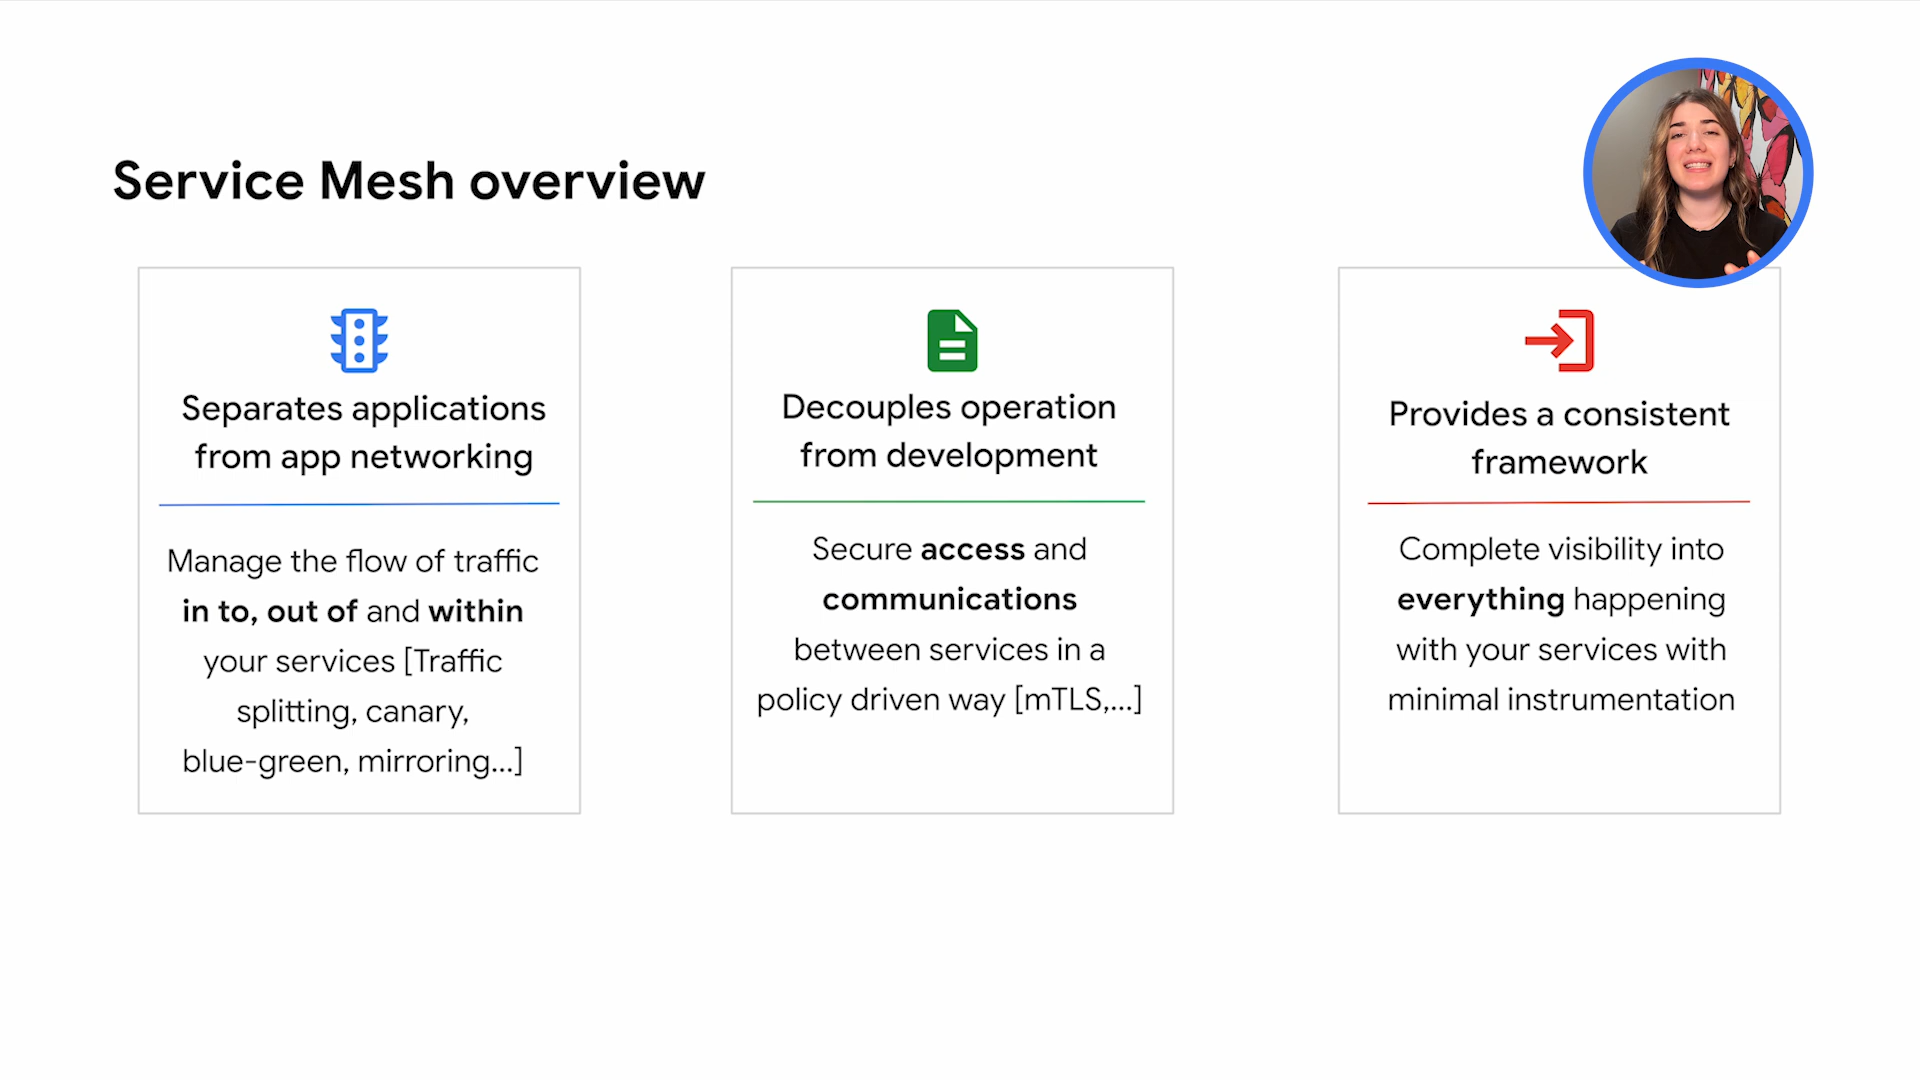 Service Mesh overview
Separates applications
from app networking
Manage the flow of traffic
in to, out of and within
your services [Traffic
splitting, canary,
blue-green, mirroring...]
Decouples operation
from development
Secure access and
communications
between services in a
policy driven way [mTLS,...]
Provides a consistent
framework
Complete visibility into
everything happening
with your services with
minimal instrumentation